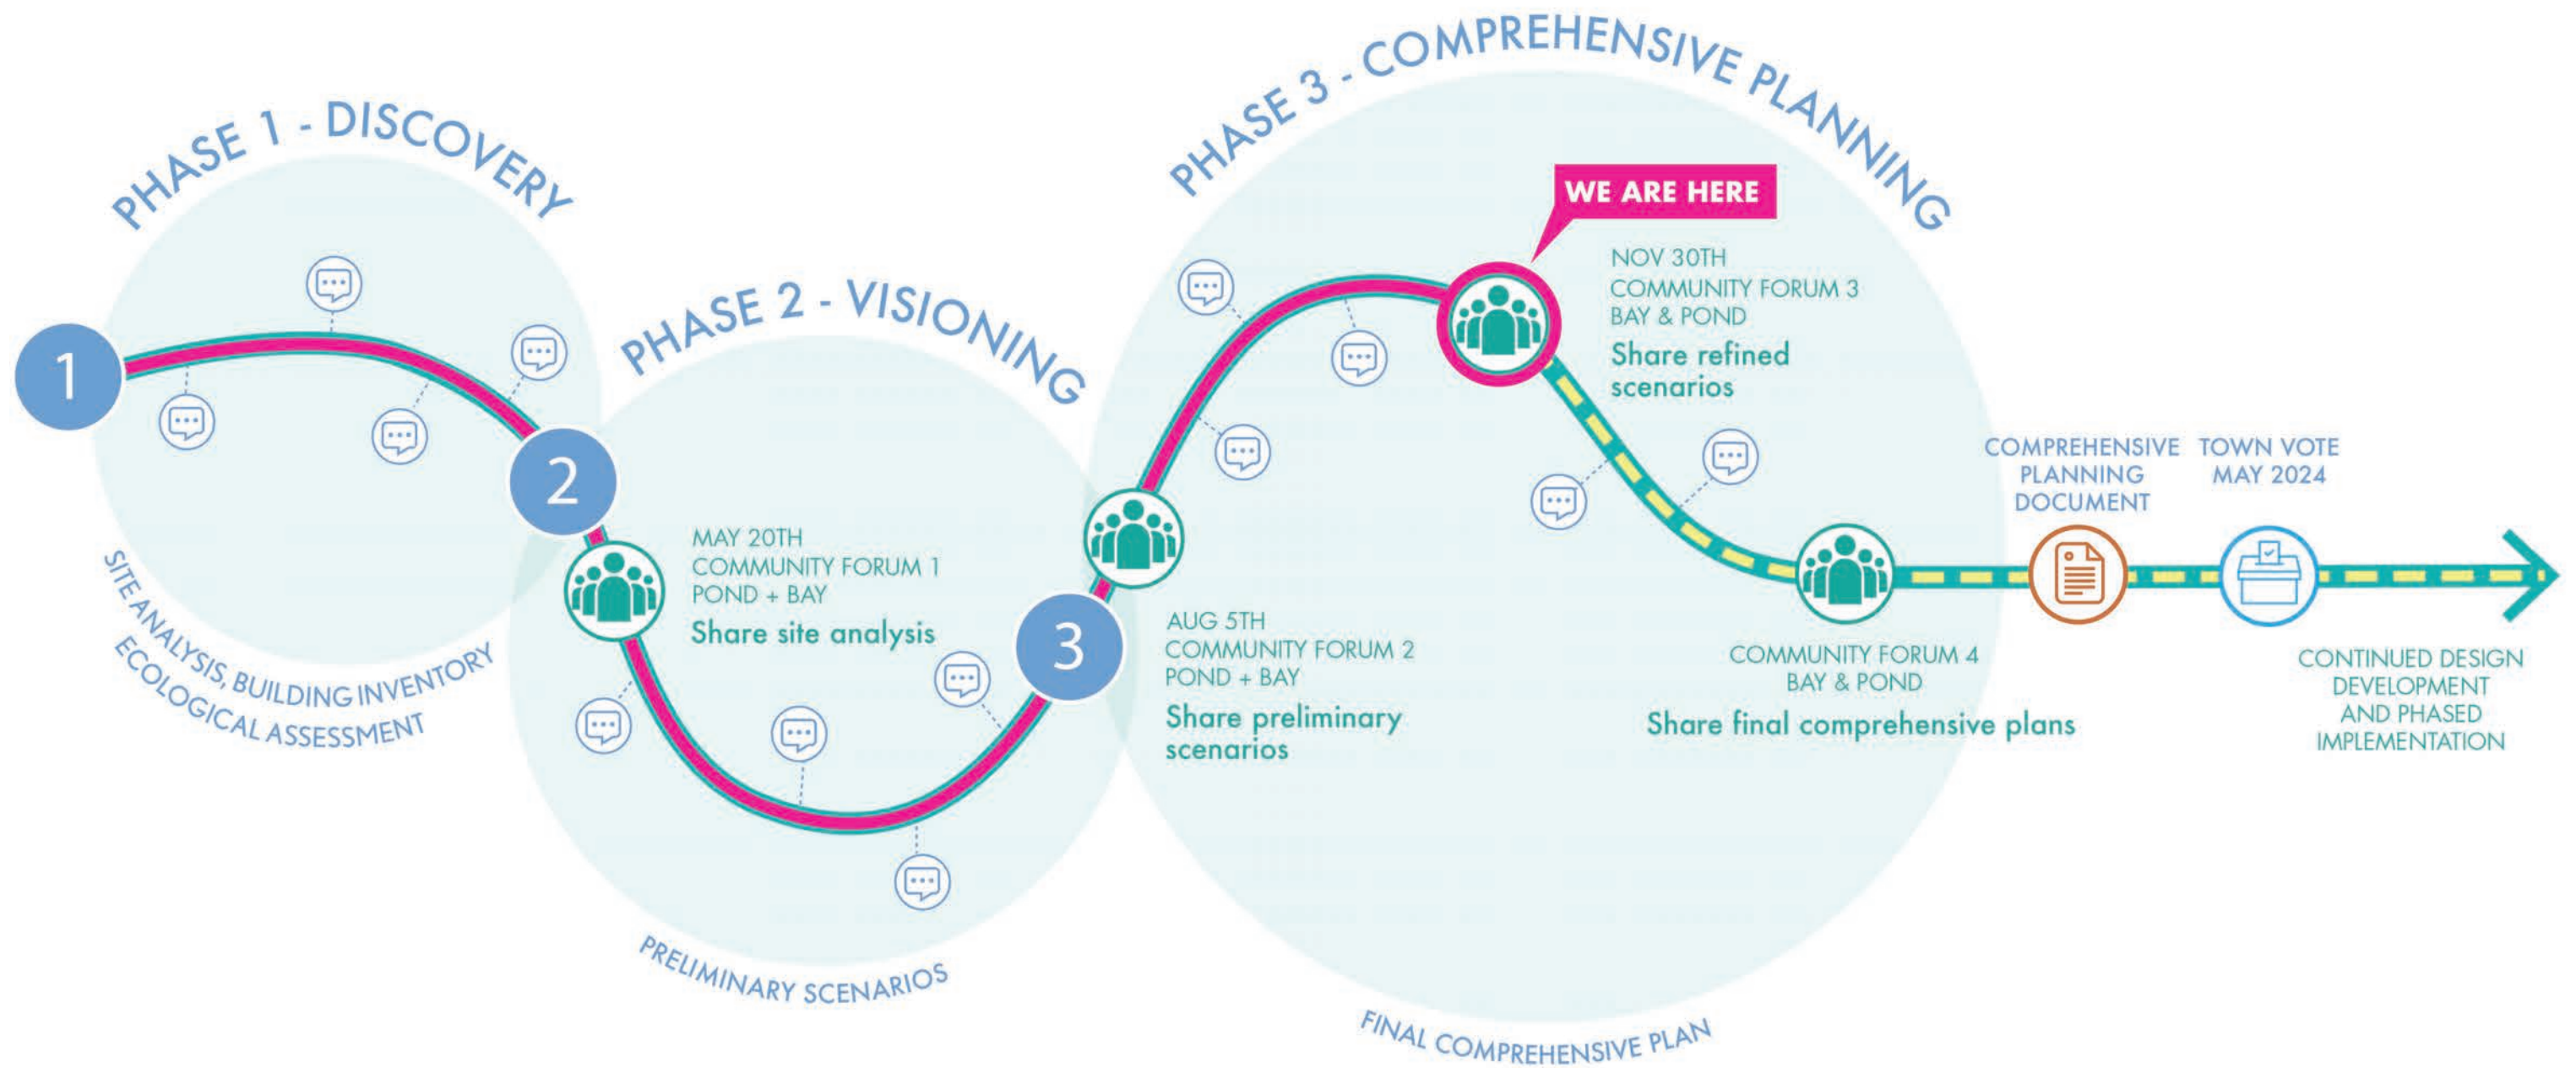 PHASE 1 - DISCOVERY
1
2
SITE ANALYSIS, BUILDING INVENTORY
ECOLOGICAL ASSESSMENT
PHASE 2 - VISIONING
MAY 20TH
COMMUNITY FORUM 1
POND + BAY
Share site analysis
3
PRELIMINARY SCENARIOS
PHASE 3 - COMPREHENSIVE PLANNING
AUG 5TH
COMMUNITY FORUM 2
POND + BAY
Share preliminary
scenarios
WE ARE HERE
NOV 30TH
COMMUNITY FORUM 3
BAY & POND
Share refined
scenarios
COMMUNITY FORUM 4
BAY & POND
Share final comprehensive plans
FINAL COMPREHENSIVE PLAN
COMPREHENSIVE
PLANNING
DOCUMENT
TOWN VOTE
MAY 2024
CONTINUED DESIGN
DEVELOPMENT
AND PHASED
IMPLEMENTATION